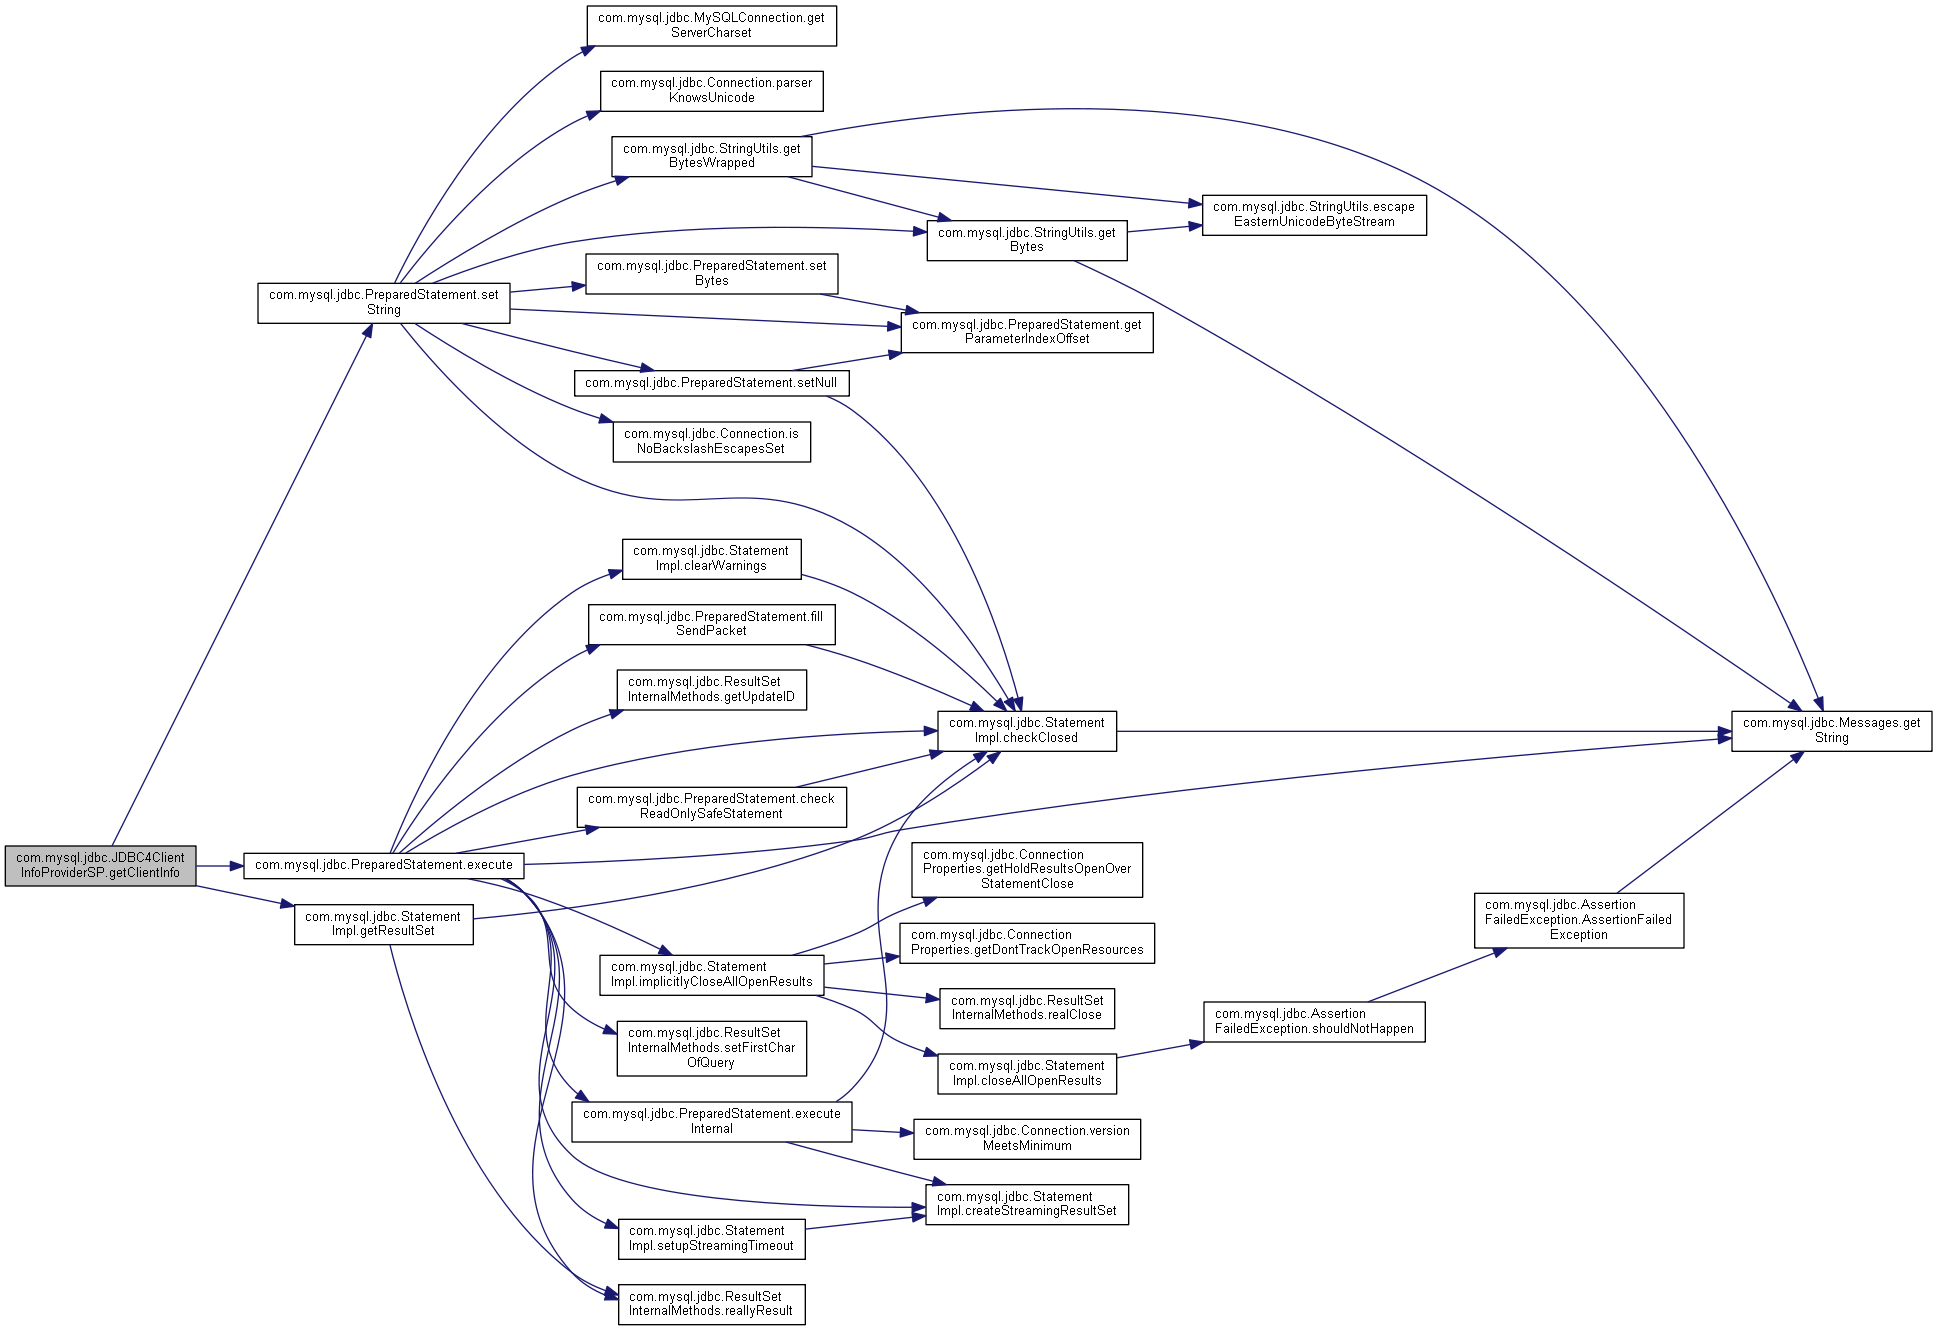 com.mysql.jdbc.MySQLConnection.get
ServerCharset
com.mysql.jdbc.Connection.parser
KnowsUnicode
com.mysql.jdbc.StringUtils.get
BytesWrapped
com.mysql.jdbc.StringUtils.escape
EasternUnicodeByteStream
com.mysql.jdbc.StringUtils.get
Bytes
com.mysql.jdbc.PreparedStatement.set
Bytes
com.mysql.jdbc.PreparedStatement.set
String
com.mysql.jdbc.PreparedStatement.get
ParameterIndexOffset
com.mysql.jdbc.PreparedStatement.setNull
com.mysql.jdbc.Connection.is
NoBackslashEscapesSet
com.mysql.jdbc.Statement
Impl.clearWarnings
com.mysql.jdbc.PreparedStatement.fill
SendPacket
com.mysql.jdbc.ResultSet
InternalMethods.getUpdateID
com.mysql.jdbc.Statement
Impl.checkClosed
com.mysql.jdbc.Messages.get
String
com.mysql.jdbc.PreparedStatement.check
ReadOnlySafeStatement
com.mysql.jdbc.JDBC4Client
InfoProviderSP.getClientInfo
com.mysql.jdbc.PreparedStatement.execute
com.mysql.jdbc.Connection
Properties.getHoldResultsOpenOver
StatementClose
com.mysql.jdbc.Statement
Impl.getResultSet
com.mysql.jdbc.Assertion
FailedException.AssertionFailed
Exception
com.mysql.jdbc.Connection
Properties.getDontTrackOpenResources
com.mysql.jdbc.Statement
Impl.implicitlyCloseAllOpenResults
com.mysql.jdbc.ResultSet
InternalMethods.realClose
com.mysql.jdbc.Assertion
FailedException.shouldNotHappen
com.mysql.jdbc.ResultSet
InternalMethods.setFirstChar
OfQuery
com.mysql.jdbc.Statement
Impl.closeAllOpenResults
com.mysql.jdbc.PreparedStatement.execute
Internal
com.mysql.jdbc.Connection.version
MeetsMinimum
com.mysql.jdbc.Statement
Impl.createStreamingResultSet
com.mysql.jdbc.Statement
Impl.setupStreamingTimeout
com.mysql.jdbc.ResultSet
InternalMethods.reallyResult